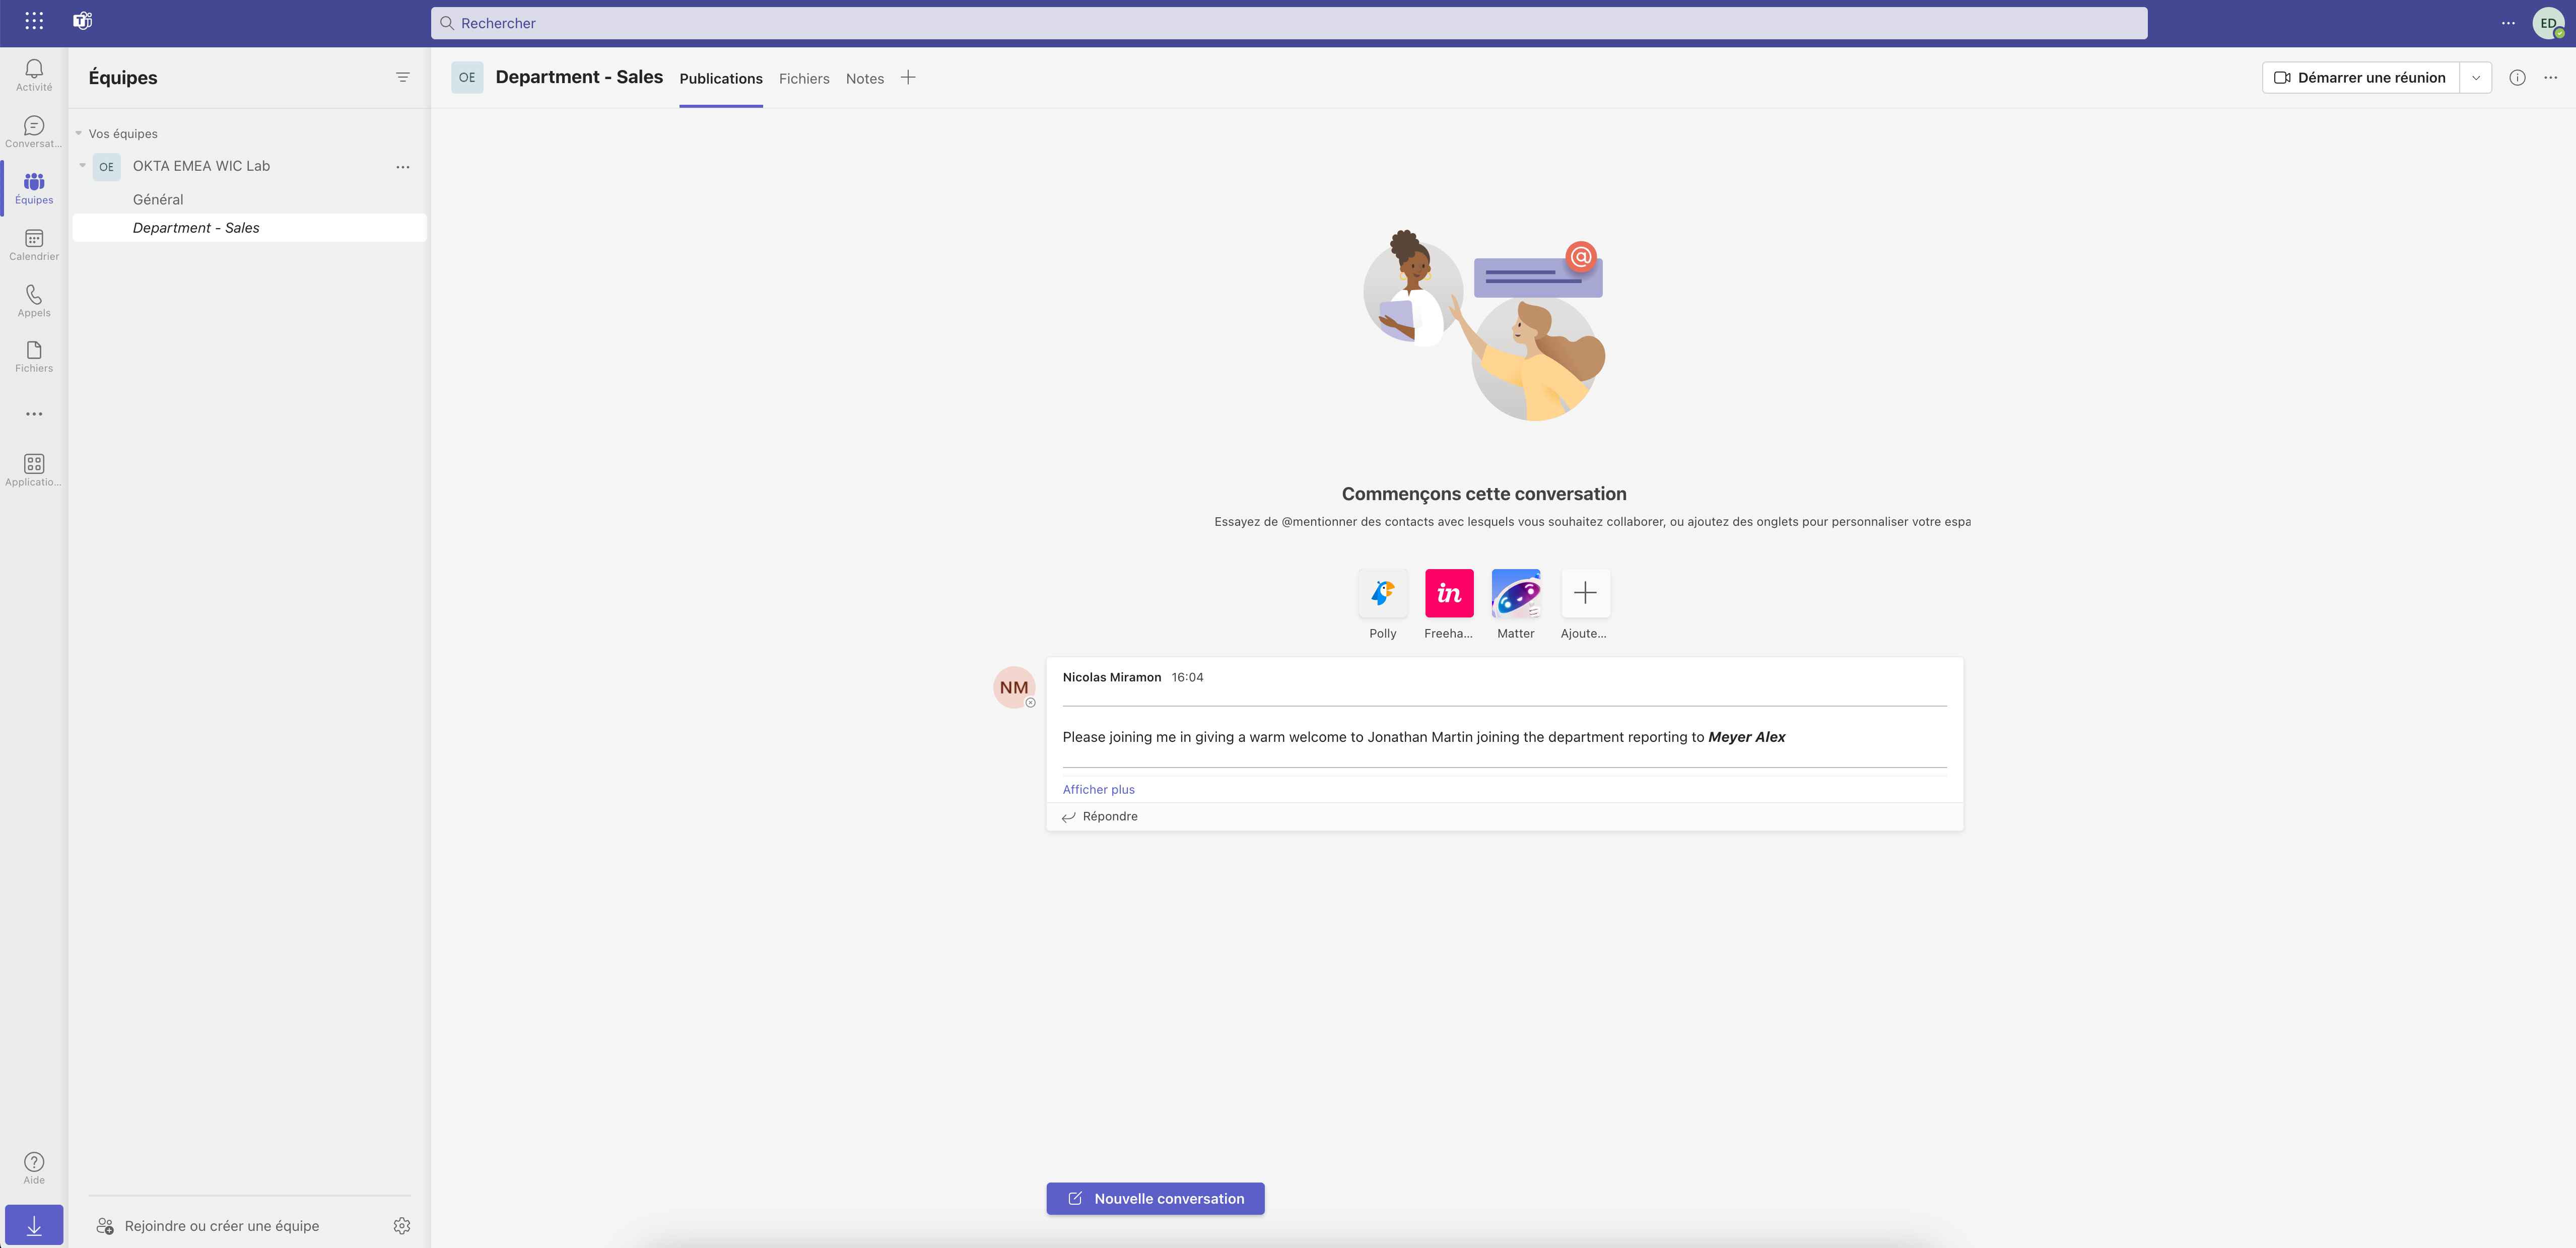 Rechercher
ED
Activité
Conversat...
Équipes
Calendrier
Appels
Fichiers
Applicatio...
Aide
Équipes
Vos équipes
OE OKTA EMEA WIC Lab
Général
Department - Sales
Rejoindre ou créer une équipe
OE Department - Sales Publications Fichiers Notes
Démarrer une réunion
@
Commençons cette conversation
Essayez de @mentionner des contacts avec lesquels vous souhaitez collaborer, ou ajoutez des onglets pour personnaliser votre espa
in
Polly Freeha... Matter Ajoute...
NM
Nicolas Miramon 16:04
Please joining me in giving a warm welcome to Jonathan Martin joining the department reporting to Meyer Alex
Afficher plus
Répondre
Nouvelle conversation